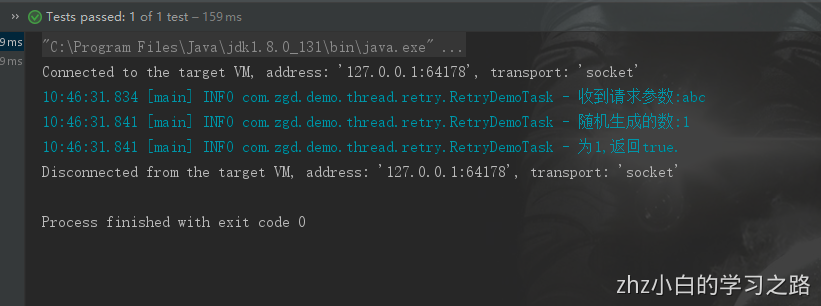 Tests passed: 1 of 1 test – 159 ms
9 ms
9 ms
"C:\Program Files\Java\jdk1.8.0_131\bin\java.exe" ...
Connected to the target VM, address: '127.0.0.1:64178', transport: 'socket'
10:46:31.834 [main] INFO com.zgd.demo.thread.retry.RetryDemoTask - 收到请求参数:abc
10:46:31.841 [main] INFO com.zgd.demo.thread.retry.RetryDemoTask - 随机生成的数:1
10:46:31.841 [main] INFO com.zgd.demo.thread.retry.RetryDemoTask - 为1,返回true.
Disconnected from the target VM, address: '127.0.0.1:64178', transport: 'socket'
Process finished with exit code 0
zhz小白的学习之路